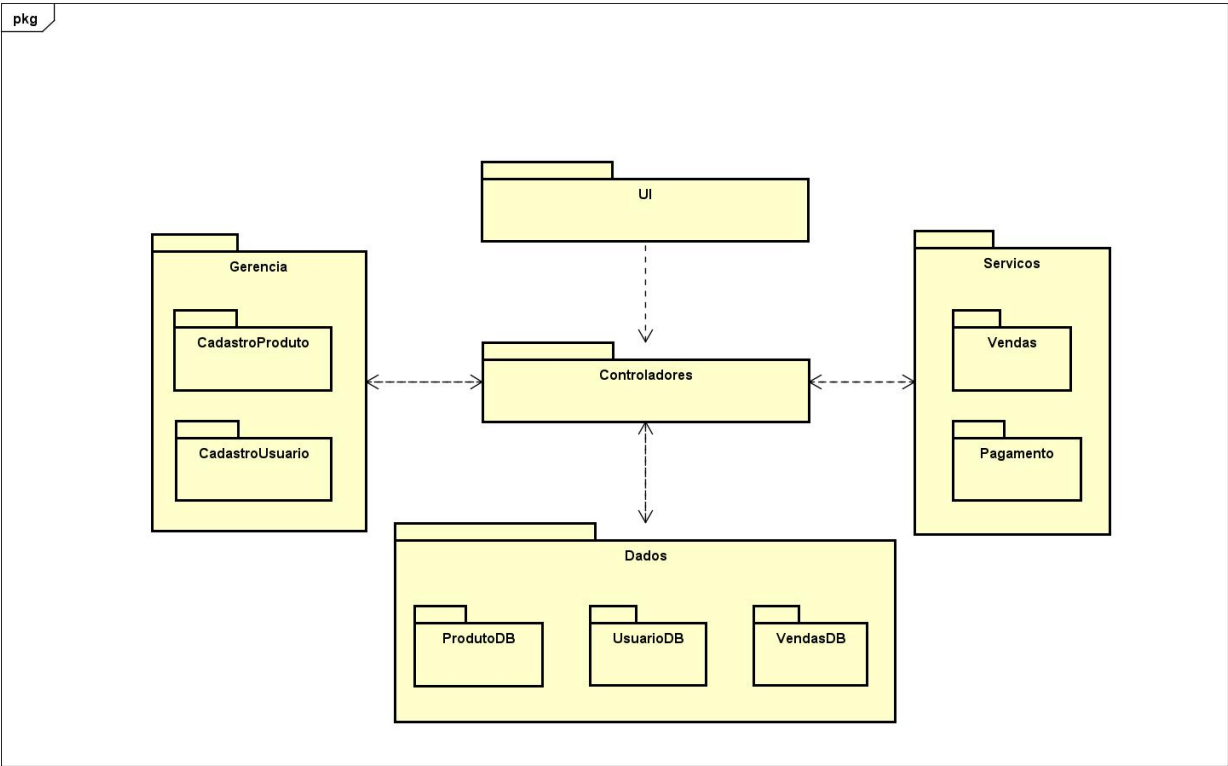 pkg
UI
Gerencia
CadastroProduto
CadastroUsuario
Controladores
Servicos
Vendas
Pagamento
Dados
ProdutoDB
UsuarioDB
VendasDB